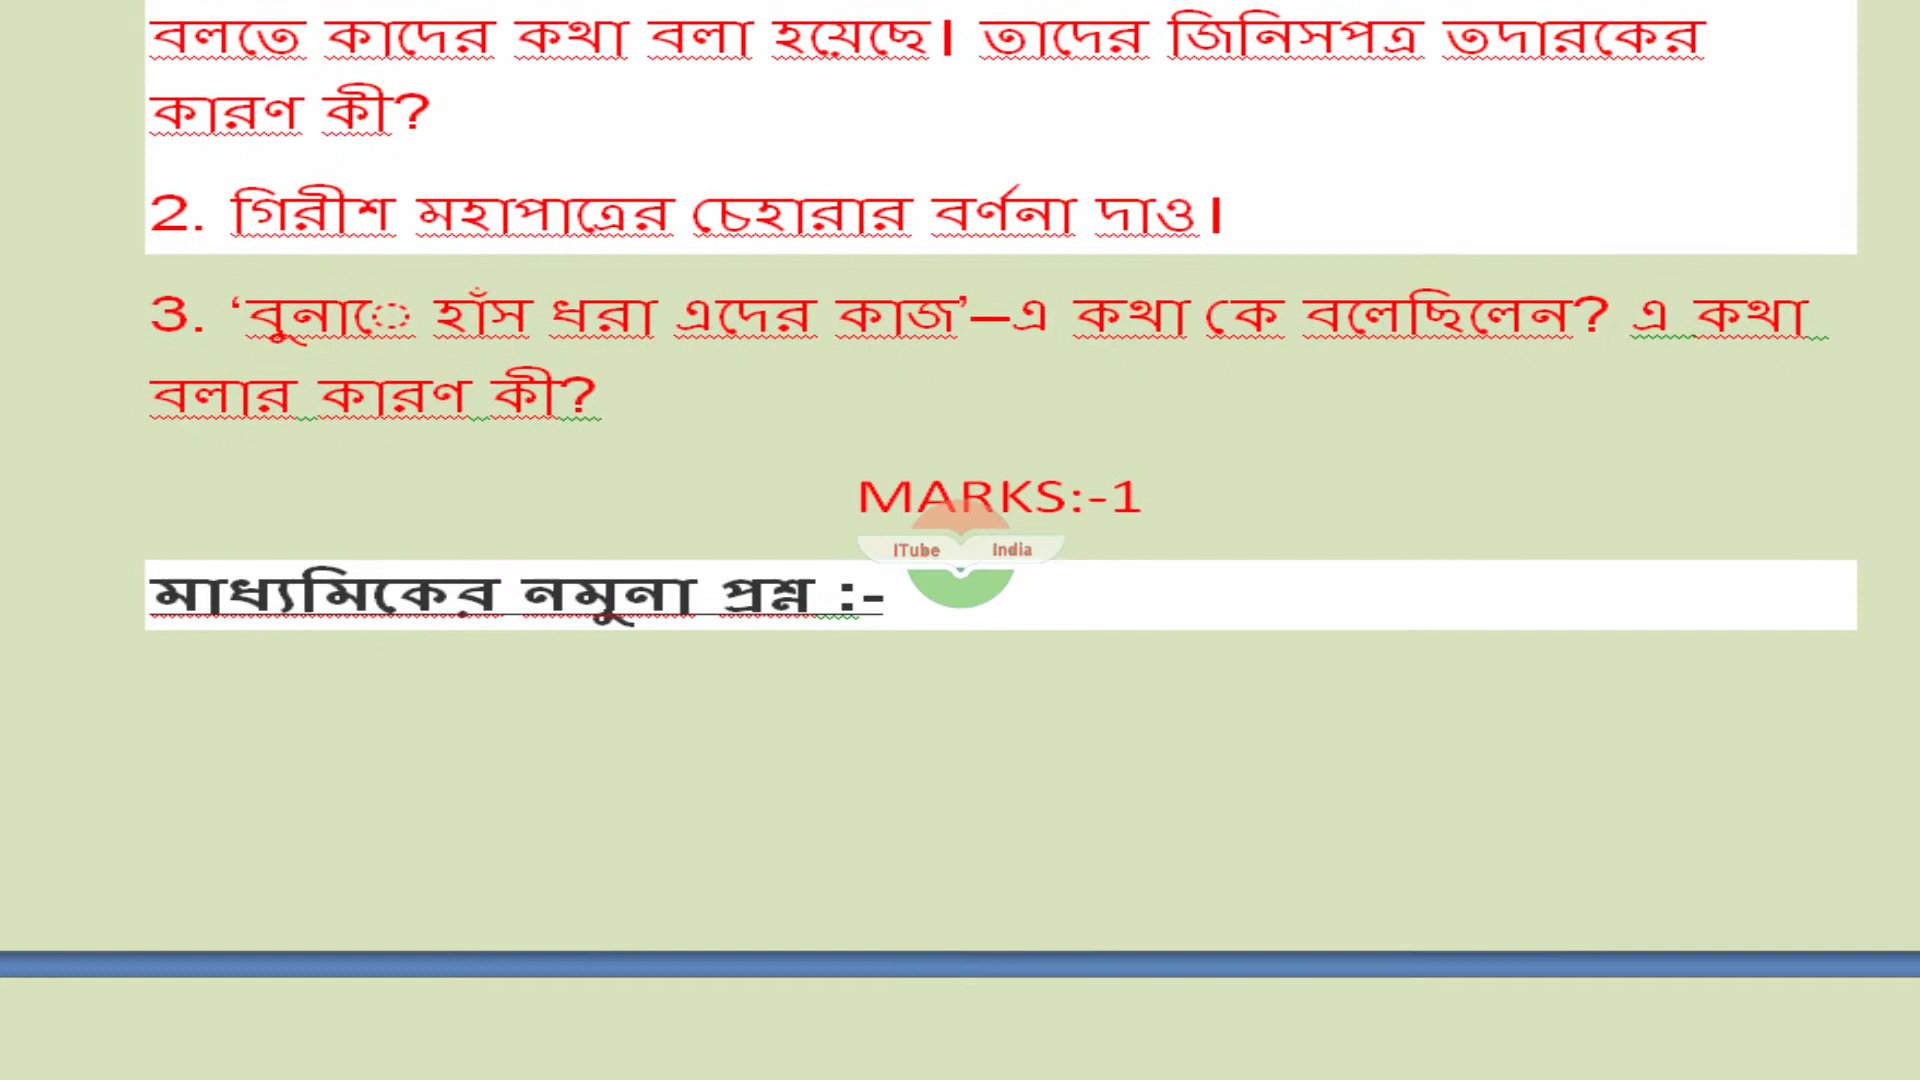 বলতে কাদের কথা বলা হয়েছে। তাদের জিনিসপত্র তদারকের
কারণ কী?
2. গিরীশ মহাপাত্রের চেহারার বর্ণনা দাও।
3. ‘বুনাে হাঁস ধরা এদের কাজ’—এ কথা কে বলেছিলেন? এ কথা
বলার কারণ কী?
MARKS:-1
ITube India
মাধ্যমিকের নমুনা প্রশ্ন :-